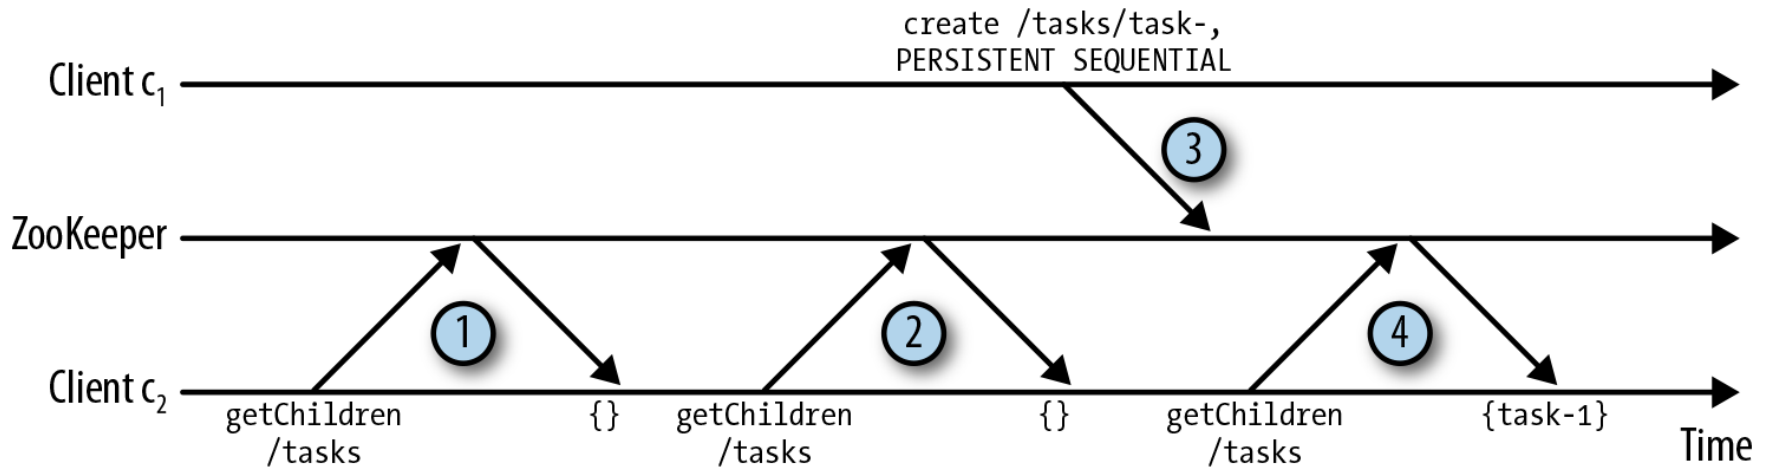 create /tasks/task-,
PERSISTENT SEQUENTIAL
Client c1
3
ZooKeeper
1
2
4
Client c2
getChildren
/tasks
{}
getChildren
/tasks
{}
getChildren
/tasks
{task-1}
Time